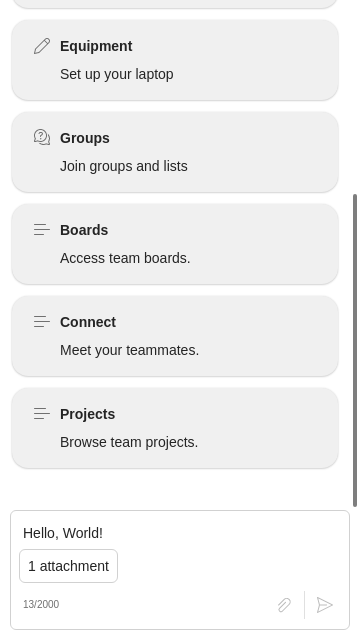 Equipment
Set up your laptop
Groups
Join groups and lists
Boards
Access team boards.
Connect
Meet your teammates.
Projects
Browse team projects.
Hello, World!
1 attachment
13/2000